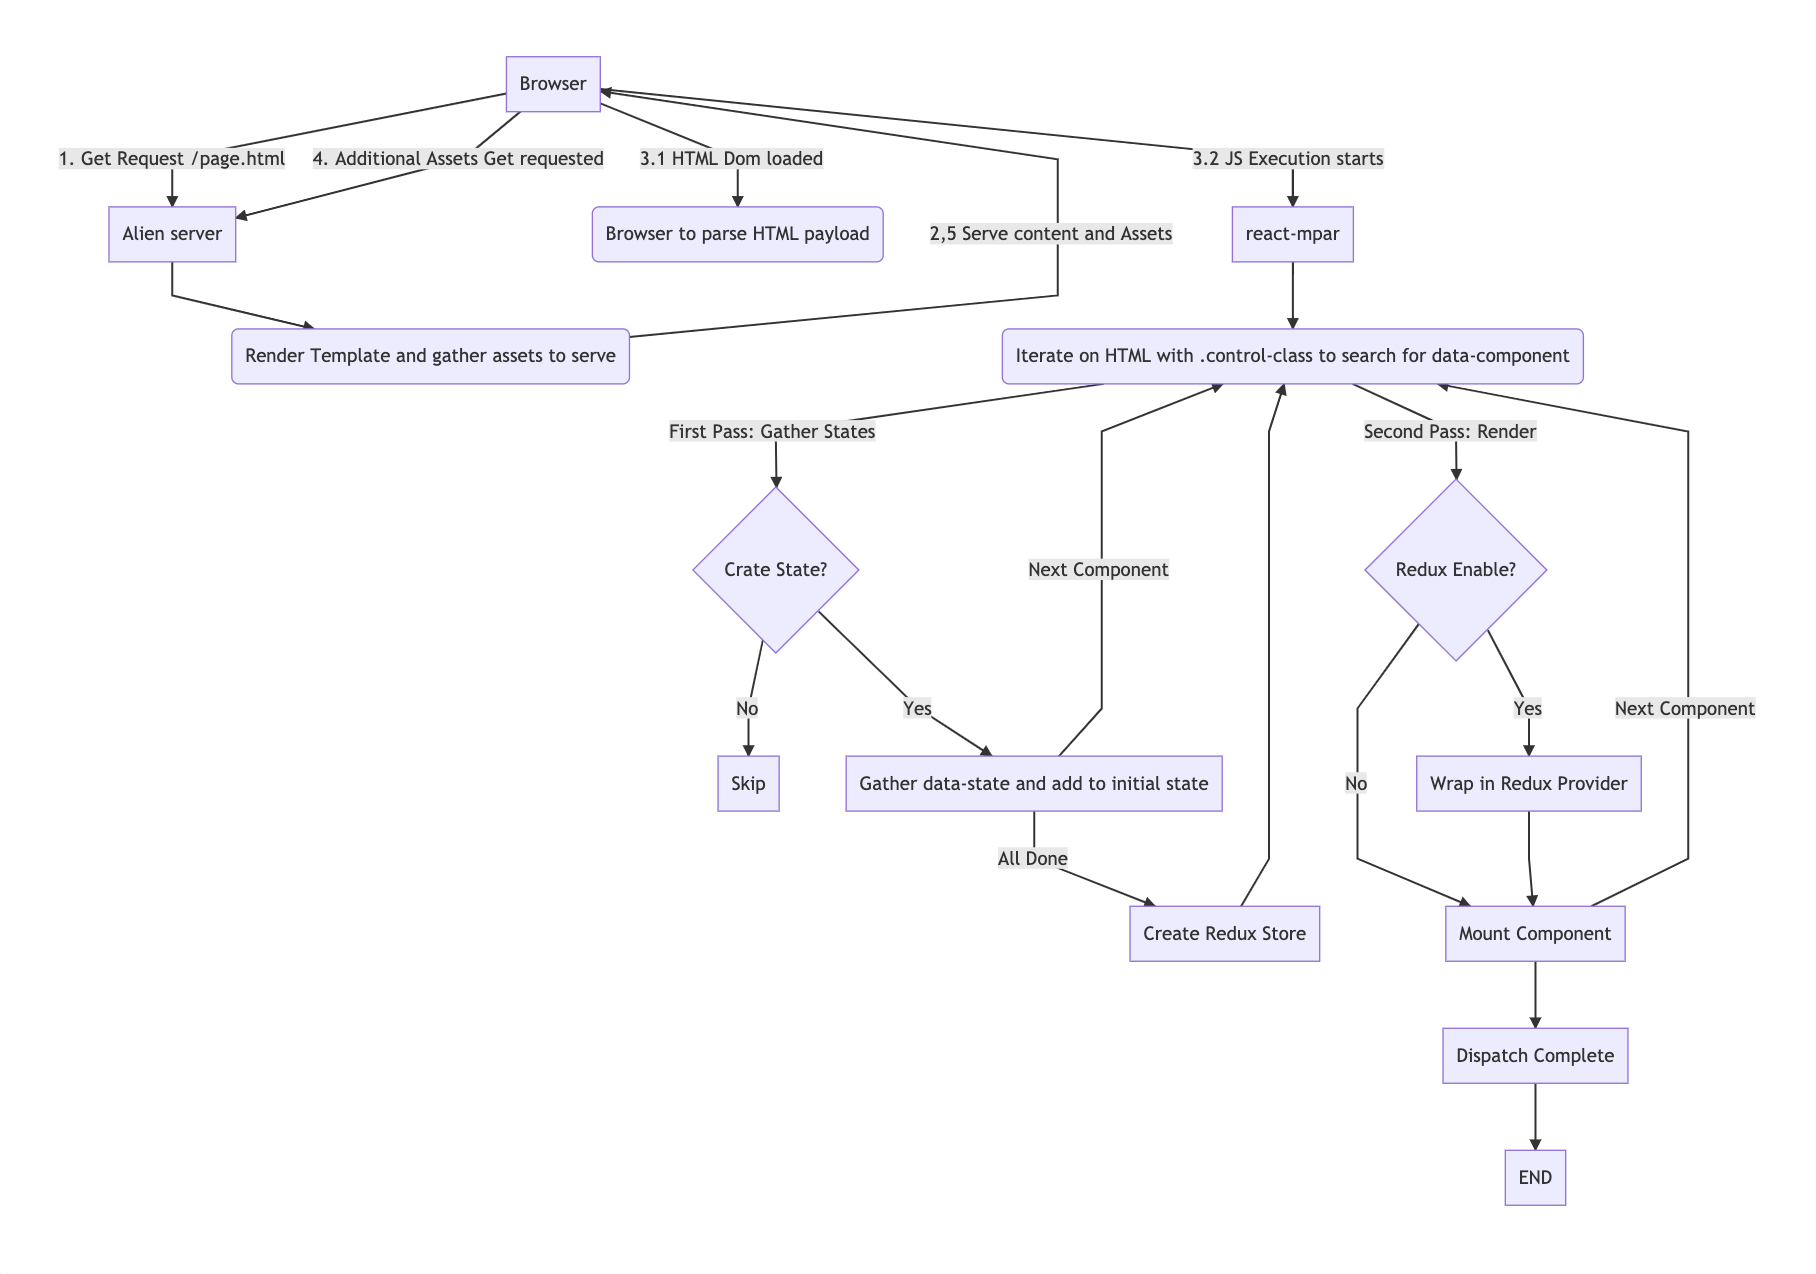 Browser
1. Get Request /page.html
4. Additional Assets Get requested
3.1 HTML Dom loaded
3.2 JS Execution starts
Alien server
Browser to parse HTML payload
2,5 Serve content and Assets
react-mpar
Render Template and gather assets to serve
Iterate on HTML with .control-class to search for data-component
First Pass: Gather States
Second Pass: Render
Crate State?
Next Component
Redux Enable?
No
Yes
Yes
Next Component
Skip
Gather data-state and add to initial state
No
Wrap in Redux Provider
All Done
Create Redux Store
Mount Component
Dispatch Complete
END